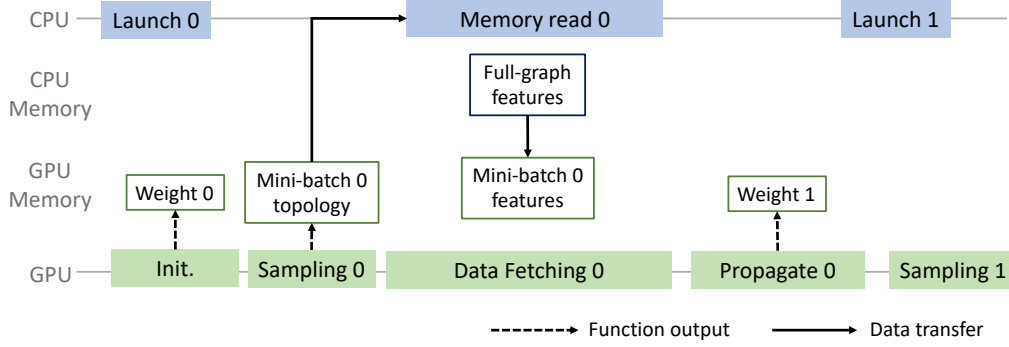 CPU
Launch 0
Memory read 0
Launch 1
CPU
Memory
Full-graph
features
GPU
Memory
Weight 0
Mini-batch 0
topology
Mini-batch 0
features
Weight 1
GPU
Init.
Sampling 0
Data Fetching 0
Propagate 0
Sampling 1
Function output
Data transfer